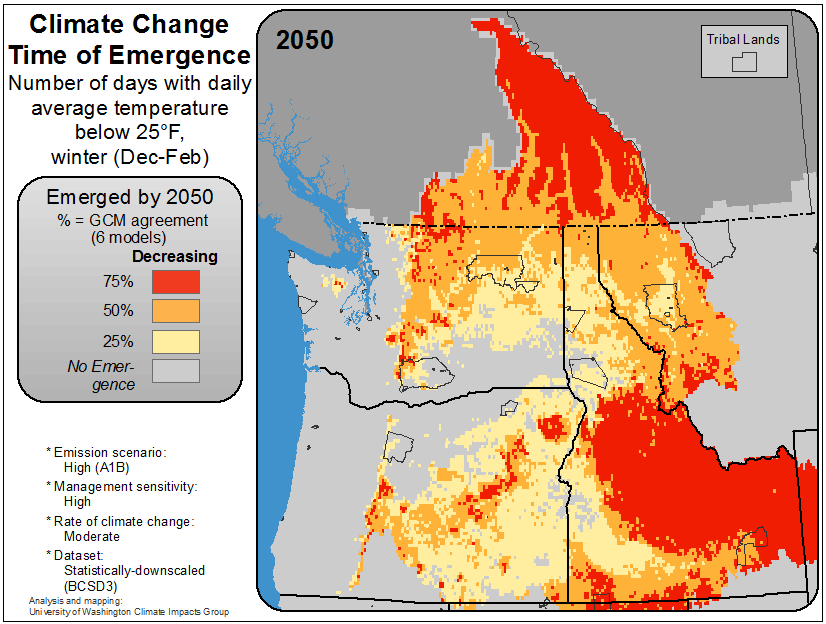 Climate Change
Time of Emergence
Number of days with daily
average temperature
below 25°F,
winter (Dec-Feb)
2050
Tribal Lands
Emerged by 2050
% = GCM agreement
(6 models)
Decreasing
75%
50%
25%
No Emer-
gence
* Emission scenario:
High (A1B)
* Management sensitivity:
High
* Rate of climate change:
Moderate
* Dataset:
Statistically-downscaled
(BCSD3)
Analysis and mapping:
University of Washington Climate Impacts Group